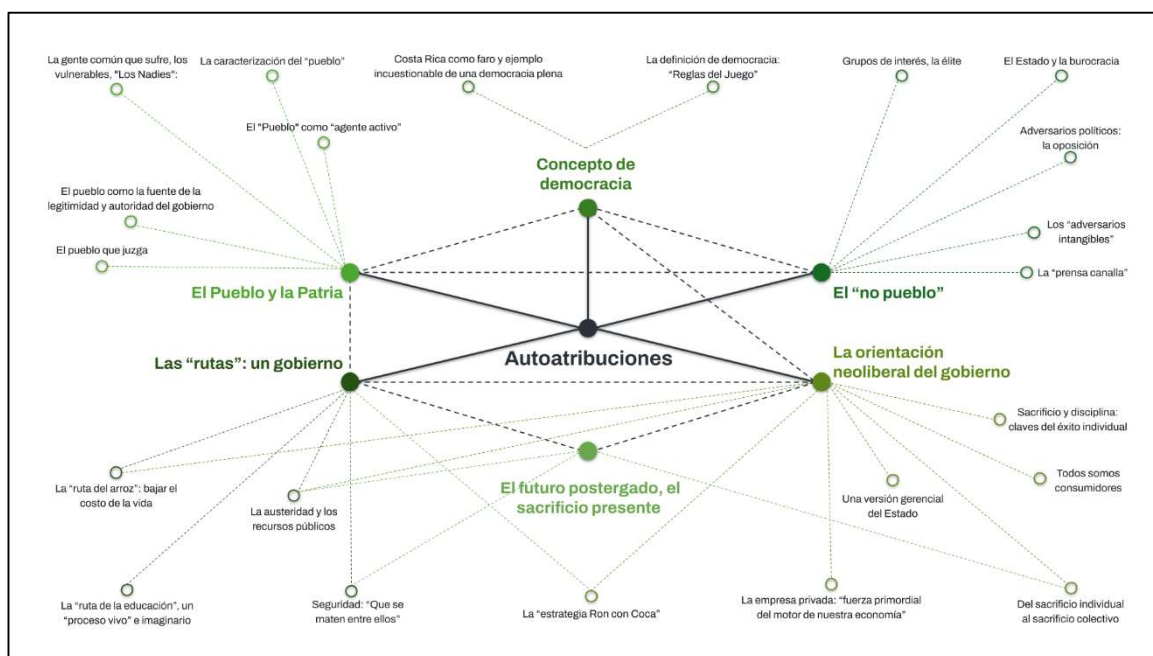 La gente común que sufre, los
vulnerables, "Los Nadies":
La caracterización del “pueblo”
Costa Rica como faro y ejemplo
incuestionable de una democracia plena
La definición de democracia:
“Reglas del Juego”
Grupos de interés, la élite
El Estado y la burocracia
El "Pueblo" como “agente activo”
Adversarios políticos:
la oposición
Concepto de
democracia
El pueblo como la fuente de la
legitimidad y autoridad del gobierno
Los “adversarios
intangibles”
El pueblo que juzga
La “prensa canalla”
El Pueblo y la Patria
El “no pueblo”
Las “rutas”: un gobierno
Autoatribuciones
La orientación
neoliberal del gobierno
Sacrificio y disciplina:
claves del éxito individual
La “ruta del arroz”: bajar el
costo de la vida
La austeridad y los
recursos públicos
El futuro postergado, el
sacrificio presente
Una versión gerencial
del Estado
Todos somos
consumidores
La “ruta de la educación”, un
“proceso vivo” e imaginario
Seguridad: “Que se
maten entre ellos”
La “estrategia Ron con Coca”
La empresa privada: “fuerza primordial
del motor de nuestra economía”
Del sacrificio individual
al sacrificio colectivo